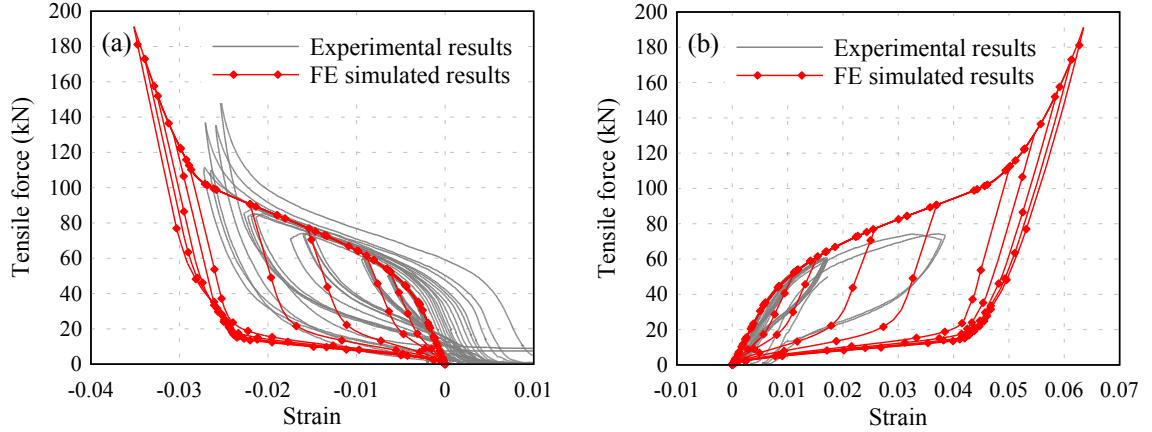 200
180
160
140
120
100
80
60
40
20
0
Tensile force (kN)
(a)
Experimental results
FE simulated results
-0.04 -0.03 -0.02 -0.01 0 0.01
Strain
200
180
160
140
120
100
80
60
40
20
0
Tensile force (kN)
(b)
Experimental results
FE simulated results
-0.01 0 0.01 0.02 0.03 0.04 0.05 0.06 0.07
Strain